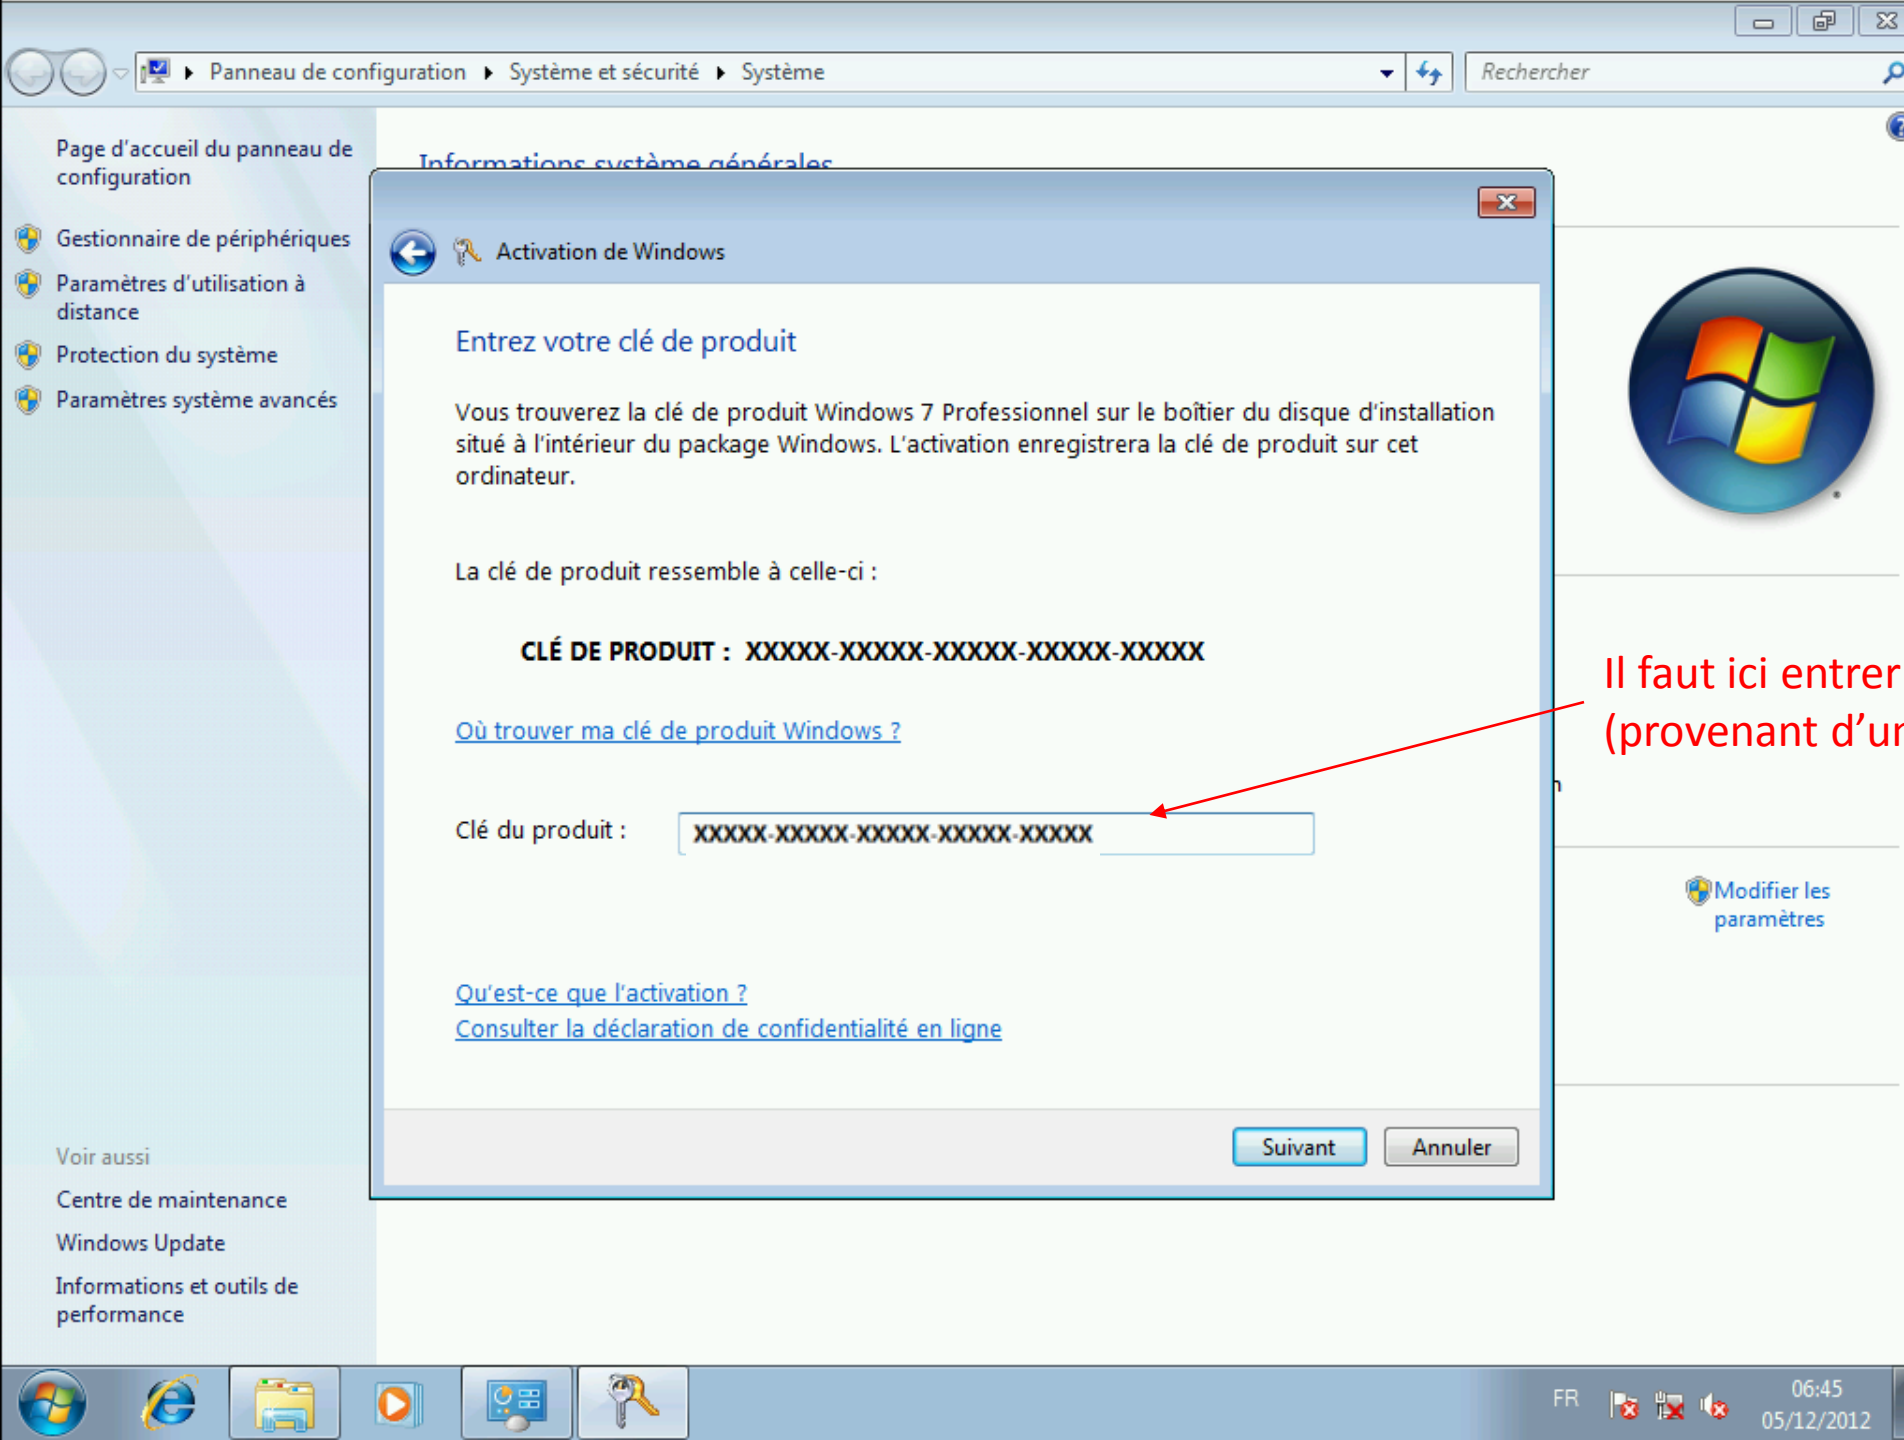 Panneau de configuration Système et sécurité Système
Rechercher
Page d'accueil du panneau de
configuration
Gestionnaire de périphériques
Paramètres d'utilisation à
distance
Protection du système
Paramètres système avancés
Informations système générales
Activation de Windows
Entrez votre clé de produit
Vous trouverez la clé de produit Windows 7 Professionnel sur le boîtier du disque d'installation
situé à l'intérieur du package Windows. L'activation enregistrera la clé de produit sur cet
ordinateur.
La clé de produit ressemble à celle-ci :
CLÉ DE PRODUIT : XXXXX-XXXXX-XXXXX-XXXXX-XXXXX
Où trouver ma clé de produit Windows ?
Clé du produit :
XXXXX-XXXXX-XXXXX-XXXXX-XXXXX
Il faut ici entrer
(provenant d’un
Modifier les
paramètres
Qu'est-ce que l'activation ?
Consulter la déclaration de confidentialité en ligne
Suivant
Annuler
Voir aussi
Centre de maintenance
Windows Update
Informations et outils de
performance
FR
06:45
05/12/2012